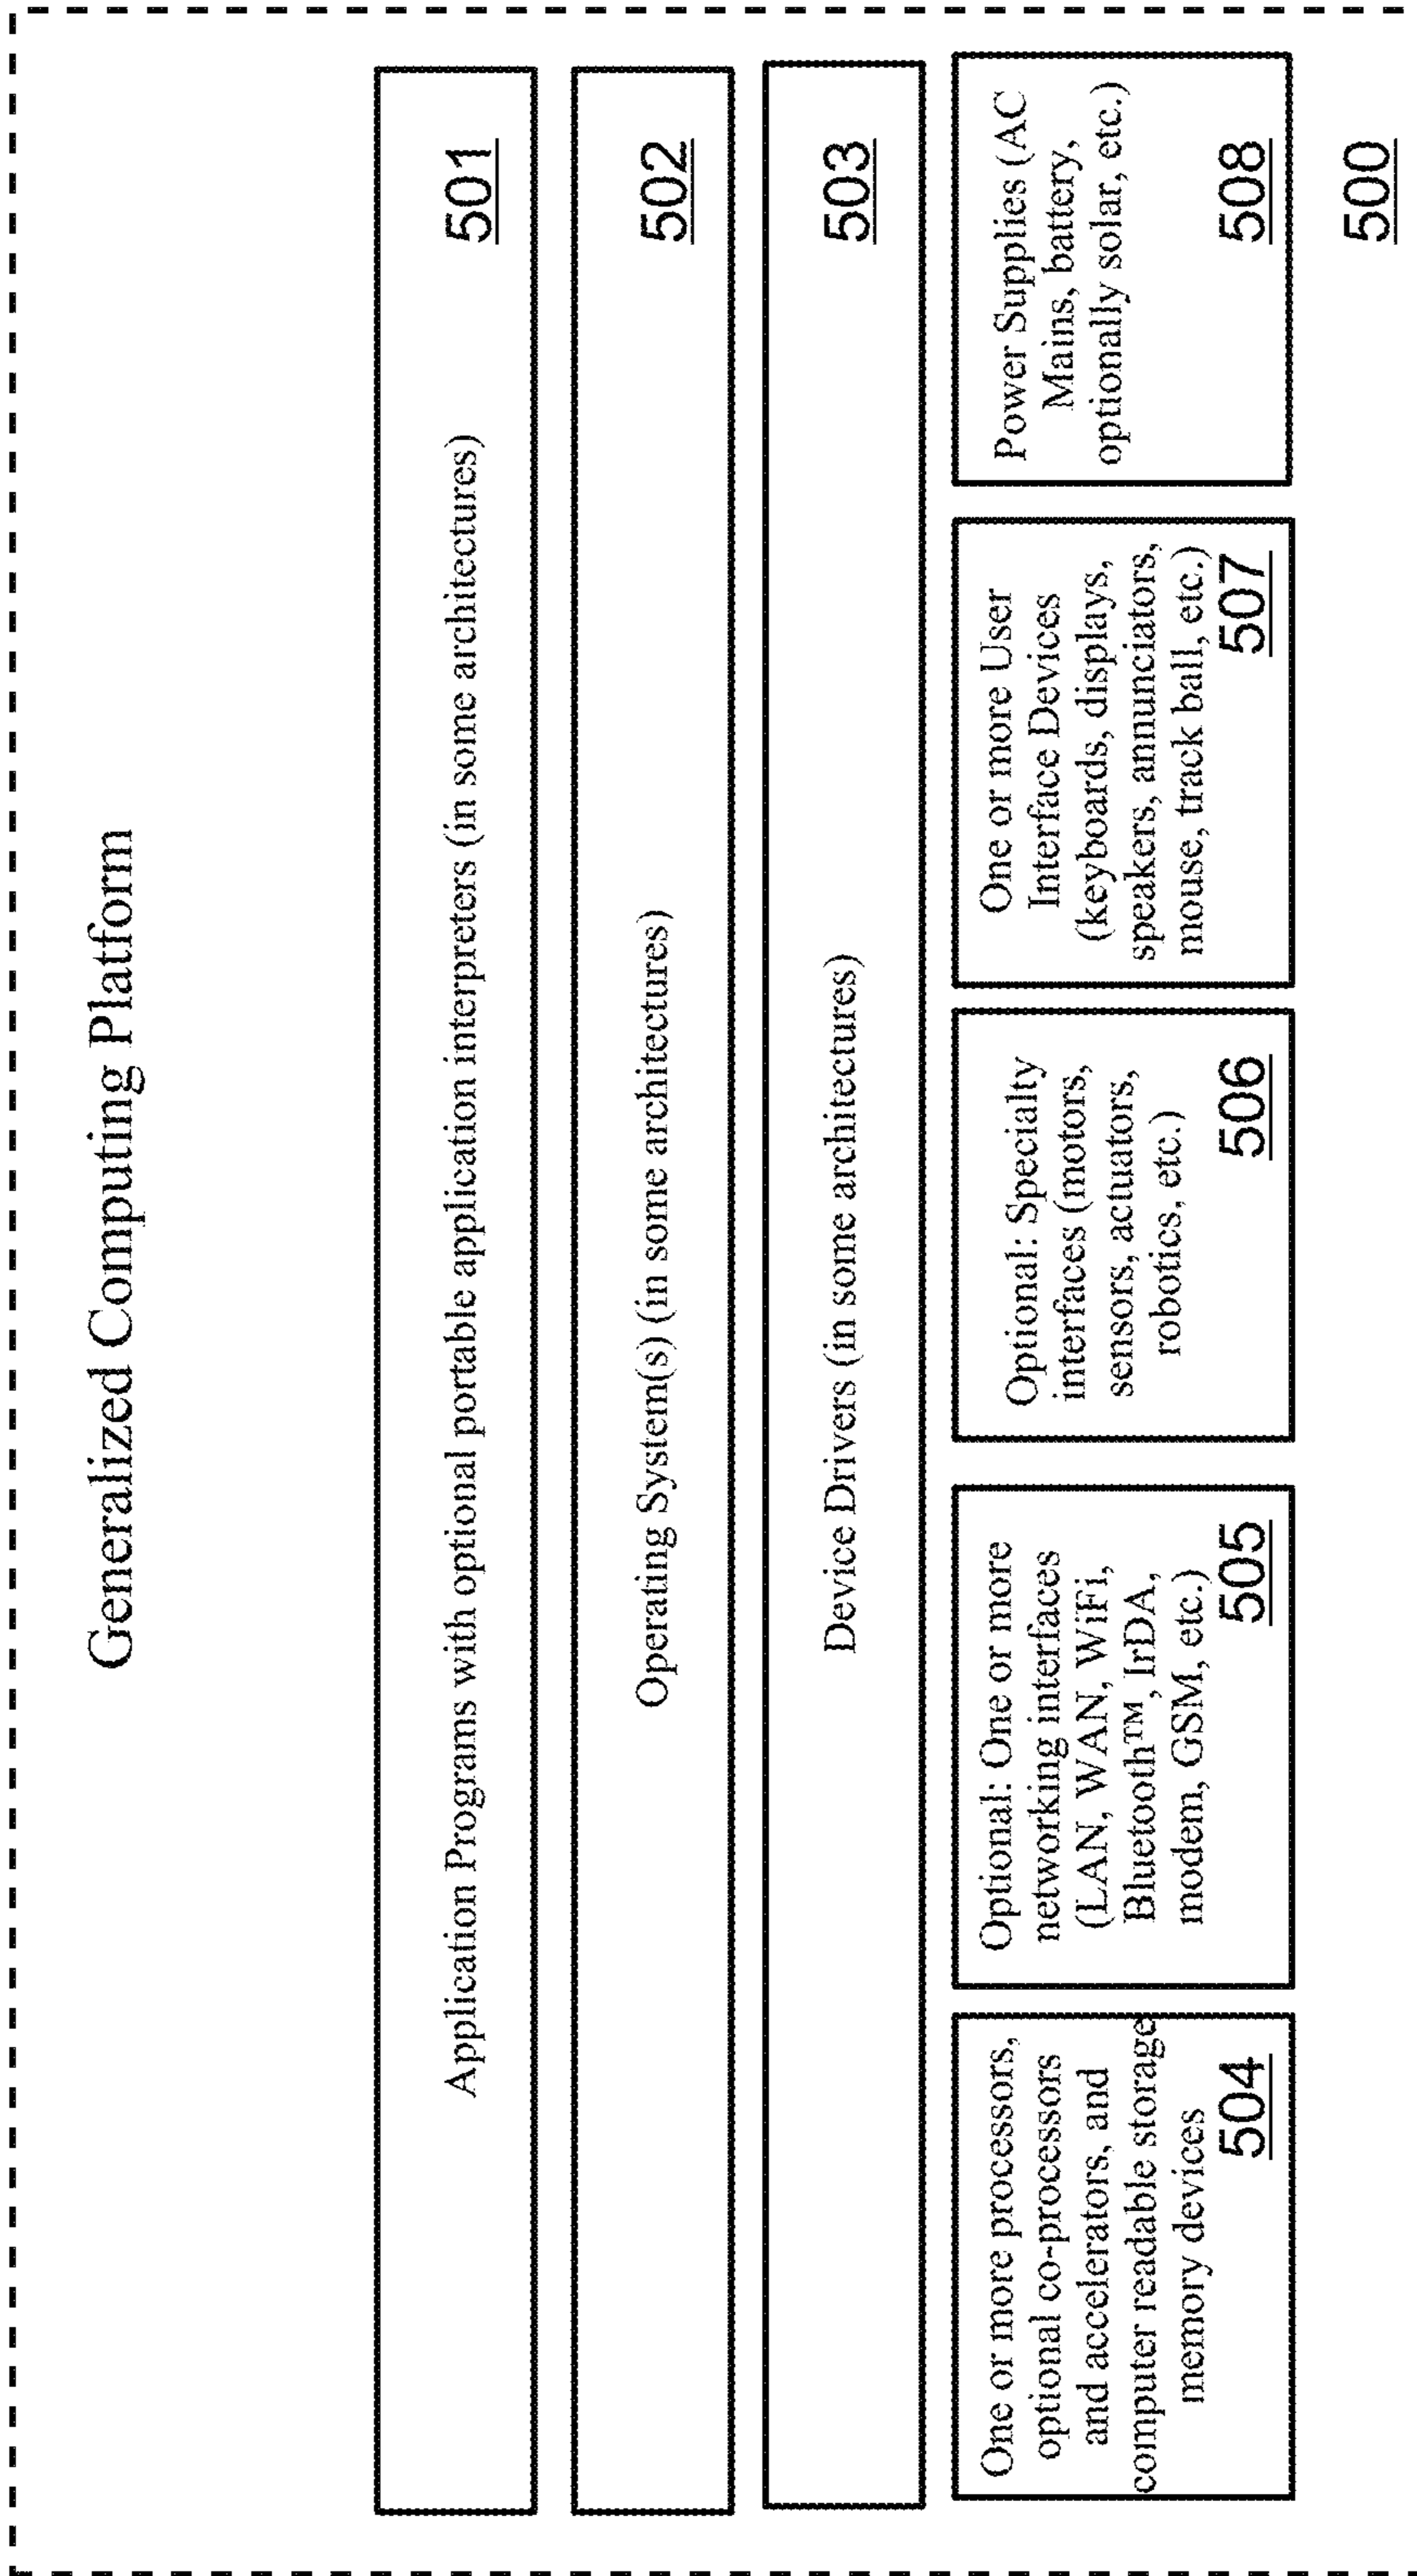 Generalized Computing Platform
Application Programs with optional portable application interpreters (in some architectures)
501
Operating System(s) (in some architectures)
502
Device Drivers (in some architectures)
503
One or more processors,
optional co-processors
and accelerators, and
computer readable storage
memory devices
504
Optional: One or more
networking interfaces
(LAN, WAN, WiFi,
Bluetooth™, IrDA,
modem, GSM, etc.)
505
Optional: Specialty
interfaces (motors,
sensors, actuators,
robotics, etc.)
506
One or more User
Interface Devices
(keyboards, displays,
speakers, annunciators,
mouse, track ball, etc.)
507
Power Supplies (AC
Mains, battery,
optionally solar, etc.)
508
500